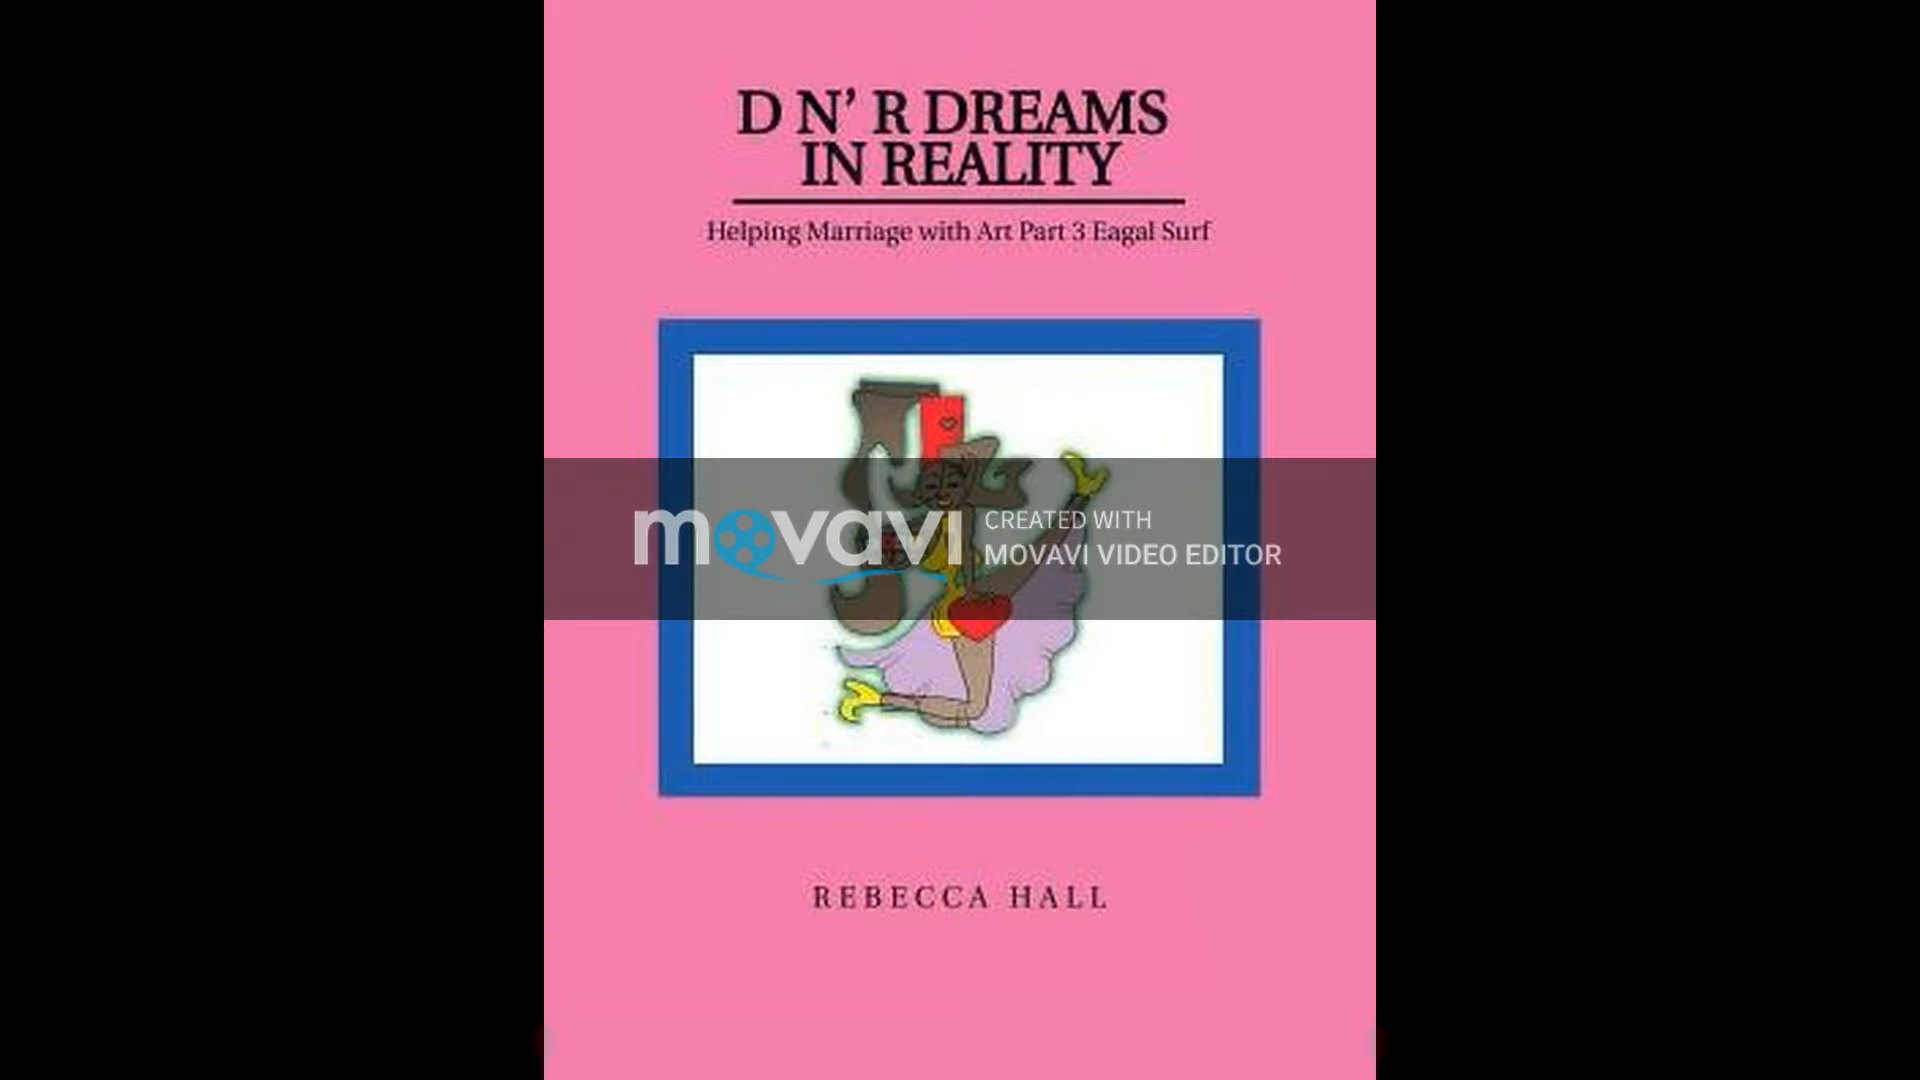 D N’ R DREAMS
IN REALITY
Helping Marriage with Art Part 3 Eagal Surf
movavi
CREATED WITH
MOVAVI VIDEO EDITOR
REBECCA HALL